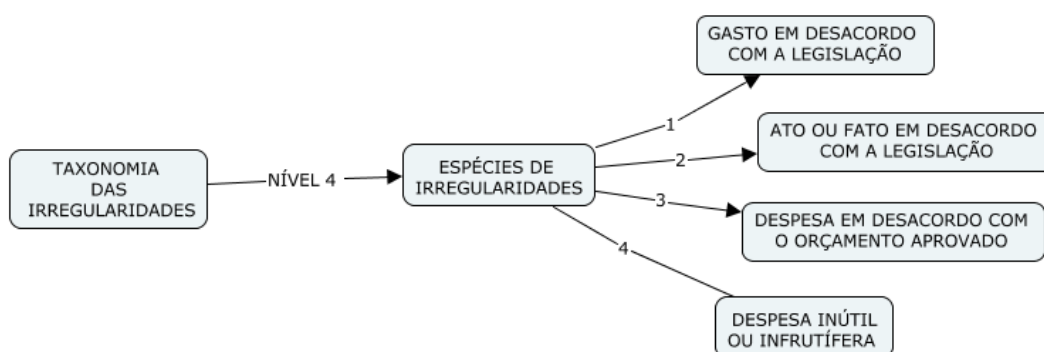 TAXONOMIA
DAS
IRREGULARIDADES
NÍVEL 4
ESPÉCIES DE
IRREGULARIDADES
1
GASTO EM DESACORDO
COM A LEGISLAÇÃO
2
ATO OU FATO EM DESACORDO
COM A LEGISLAÇÃO
3
DESPESA EM DESACORDO COM
O ORÇAMENTO APROVADO
4
DESPESA INÚTIL
OU INFRUTÍFERA